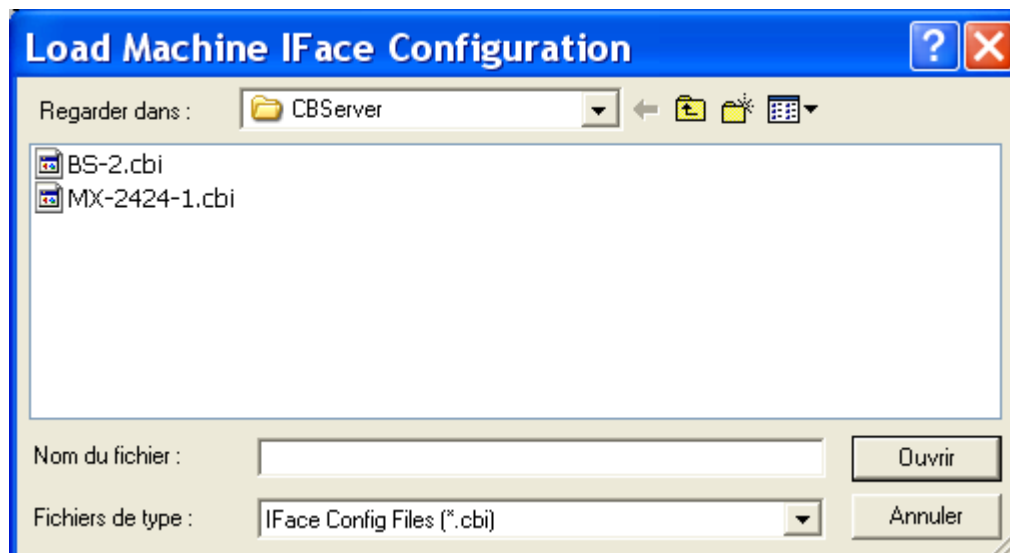 Load Machine IFace Configuration
Regarder dans :
CBServer
BS-2.cbi
MX-2424-1.cbi
Nom du fichier :
Ouvrir
Fichiers de type :
IFace Config Files (*.cbi)
Annuler